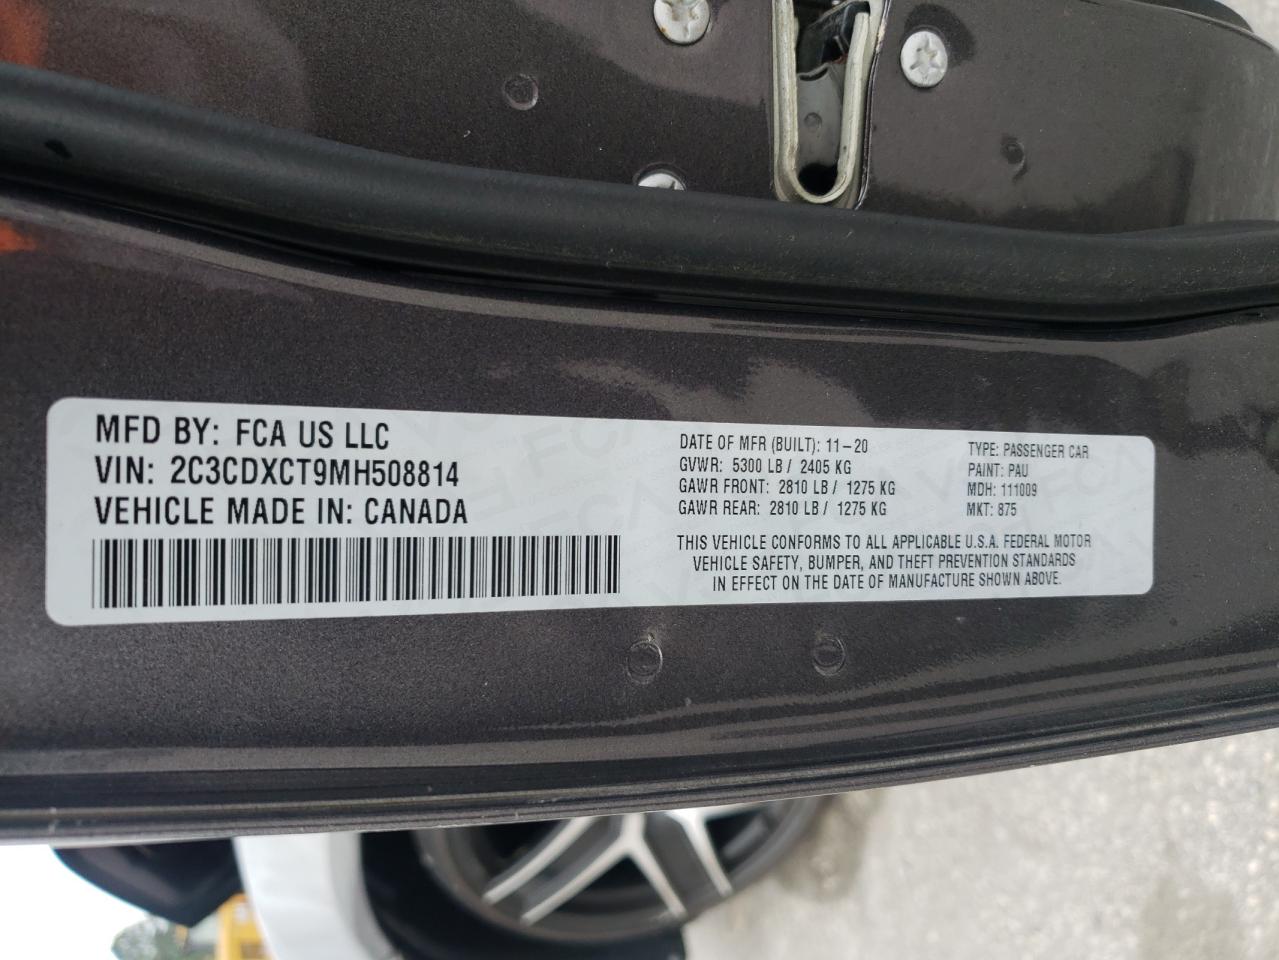 MFD BY: FCA US LLC
VIN: 2C3CDXCT9MH508814
VEHICLE MADE IN: CANADA
DATE OF MFR (BUILT): 11-20
GVWR: 5300 LB / 2405 KG
GAWR FRONT: 2810 LB / 1275 KG
GAWR REAR: 2810 LB / 1275 KG
TYPE: PASSENGER CAR
PAINT: PAU
MDH: 111009
MKT: 875
THIS VEHICLE CONFORMS TO ALL APPLICABLE U.S.A. FEDERAL MOTOR
VEHICLE SAFETY, BUMPER, AND THEFT PREVENTION STANDARDS
IN EFFECT ON THE DATE OF MANUFACTURE SHOWN ABOVE.